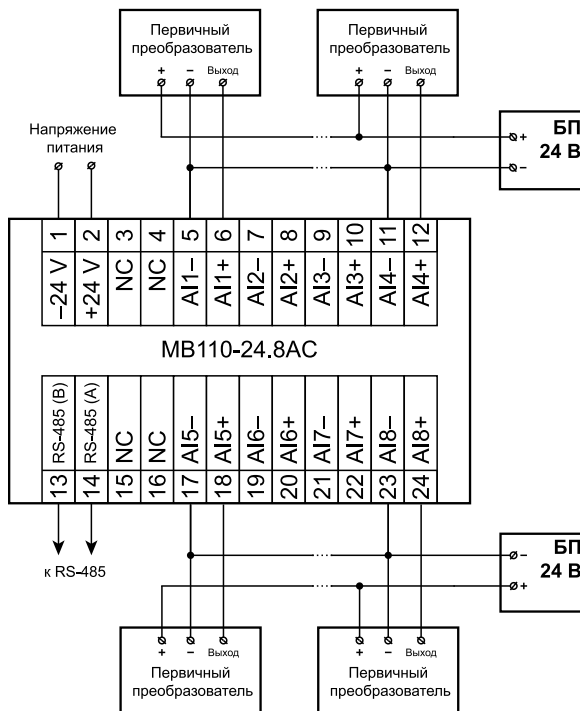 Первичный
преобразователь
+ – Выход
Первичный
преобразователь
+ – Выход
Напряжение
питания
БП
24 В
+
–
1 2 3 4 5 6 7 8 9 10 11 12
–24 V +24 V NC NC AI1– AI1+ AI2– AI2+ AI3– AI3+ AI4– AI4+
МВ110-24.8АС
RS-485 (B) RS-485 (A) NC NC AI5– AI5+ AI6– AI6+ AI7– AI7+ AI8– AI8+
13 14 15 16 17 18 19 20 21 22 23 24
к RS-485
БП
24 В
–
+
+ – Выход
Первичный
преобразователь
+ – Выход
Первичный
преобразователь